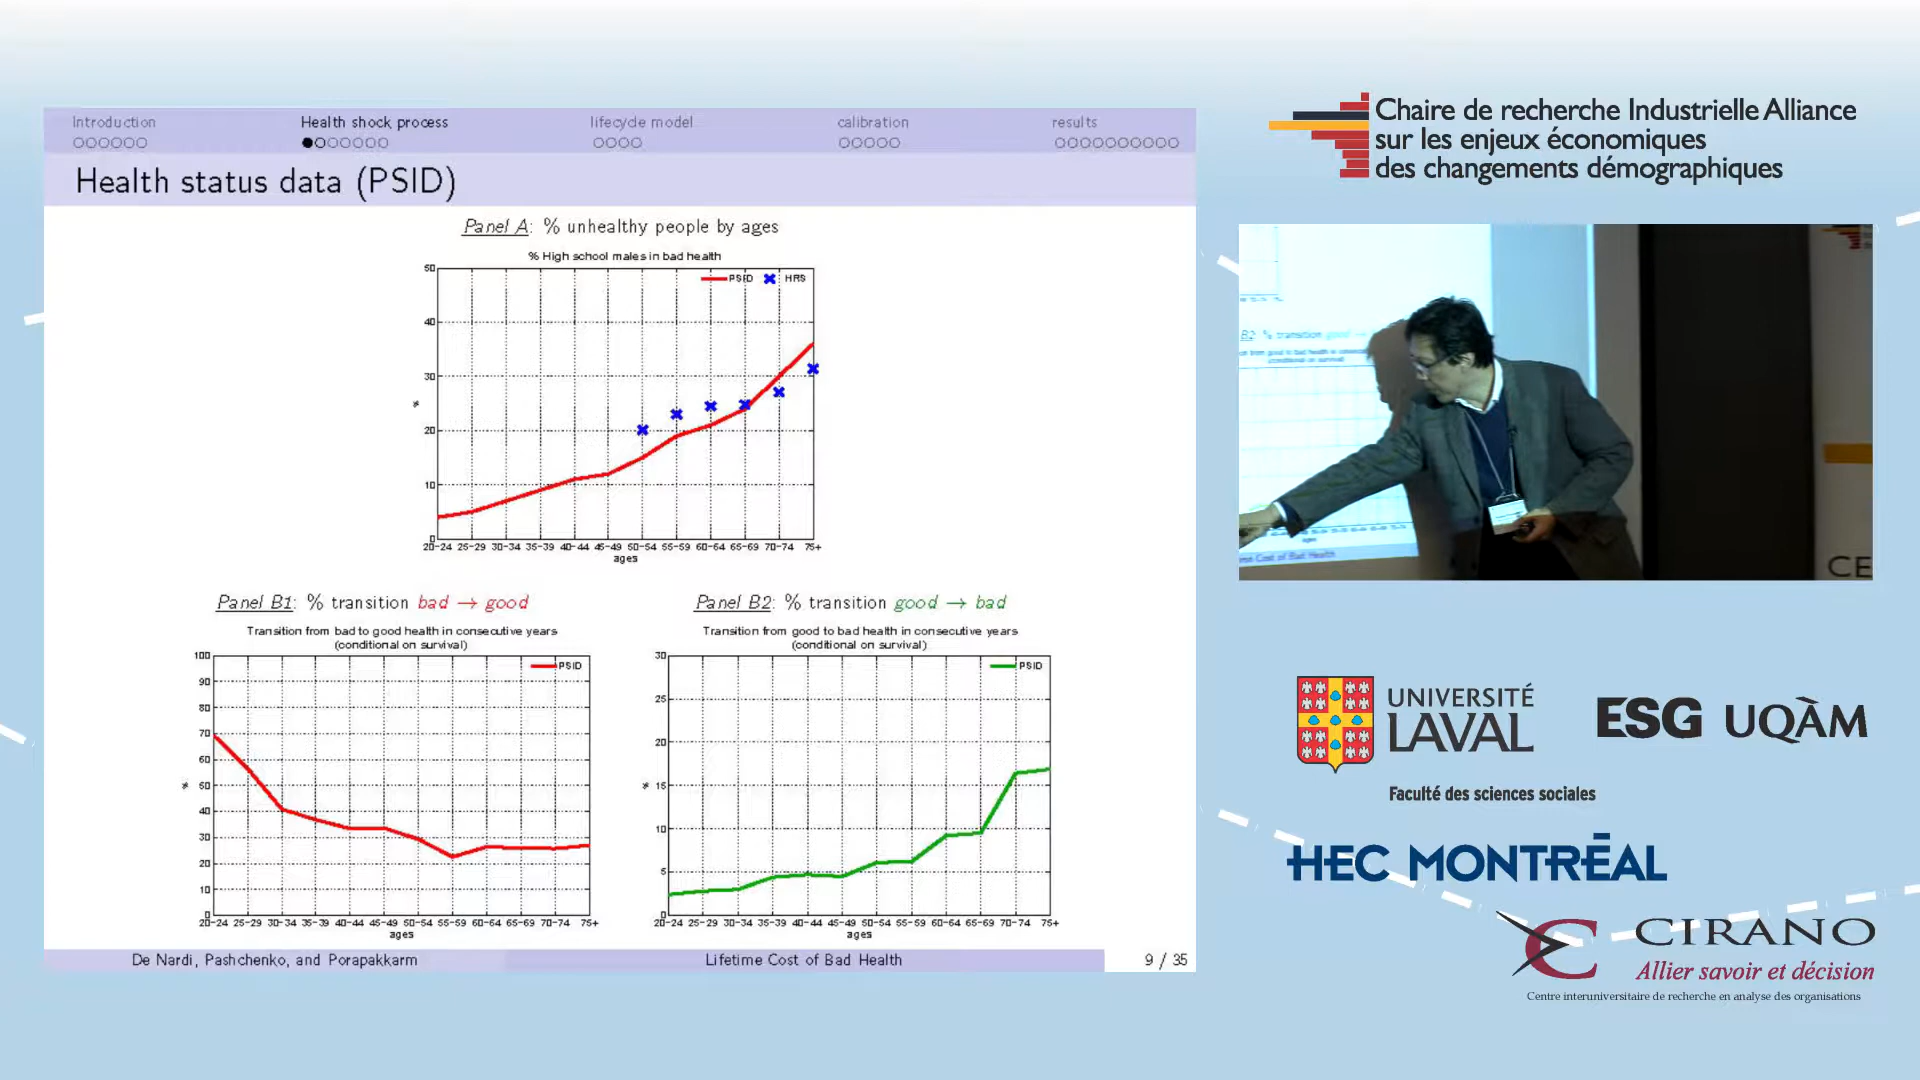 Introduction
Health shock process
lifecycle model
calibration
results
Health status data (PSID)
Panel A: % unhealthy people by ages
% High school males in bad health
PSID
HRS
50
40
30
20
10
0
%
20-24 25-29 30-34 35-39 40-44 45-49 50-54 55-59 60-64 65-69 70-74 75+
ages
Panel B1: % transition bad → good
Transition from bad to good health in consecutive years
(conditional on survival)
PSID
100
90
80
70
60
50
40
30
20
10
0
%
20-24 25-29 30-34 35-39 40-44 45-49 50-54 55-59 60-64 65-69 70-74 75+
ages
Panel B2: % transition good → bad
Transition from good to bad health in consecutive years
(conditional on survival)
PSID
30
25
20
15
10
5
0
%
20-24 25-29 30-34 35-39 40-44 45-49 50-54 55-59 60-64 65-69 70-74 75+
ages
De Nardi, Pashchenko, and Porapakkarm
Lifetime Cost of Bad Health
9 / 35
Chaire de recherche Industrielle Alliance
sur les enjeux économiques
des changements démographiques
B2: % transition good
Cost of Bad Health
CE
UNIVERSITÉ
LAVAL
Faculté des sciences sociales
ESG UQÀM
HEC MONTRÉAL
CIRANO
Allier savoir et décision
Centre interuniversitaire de recherche en analyse des organisations